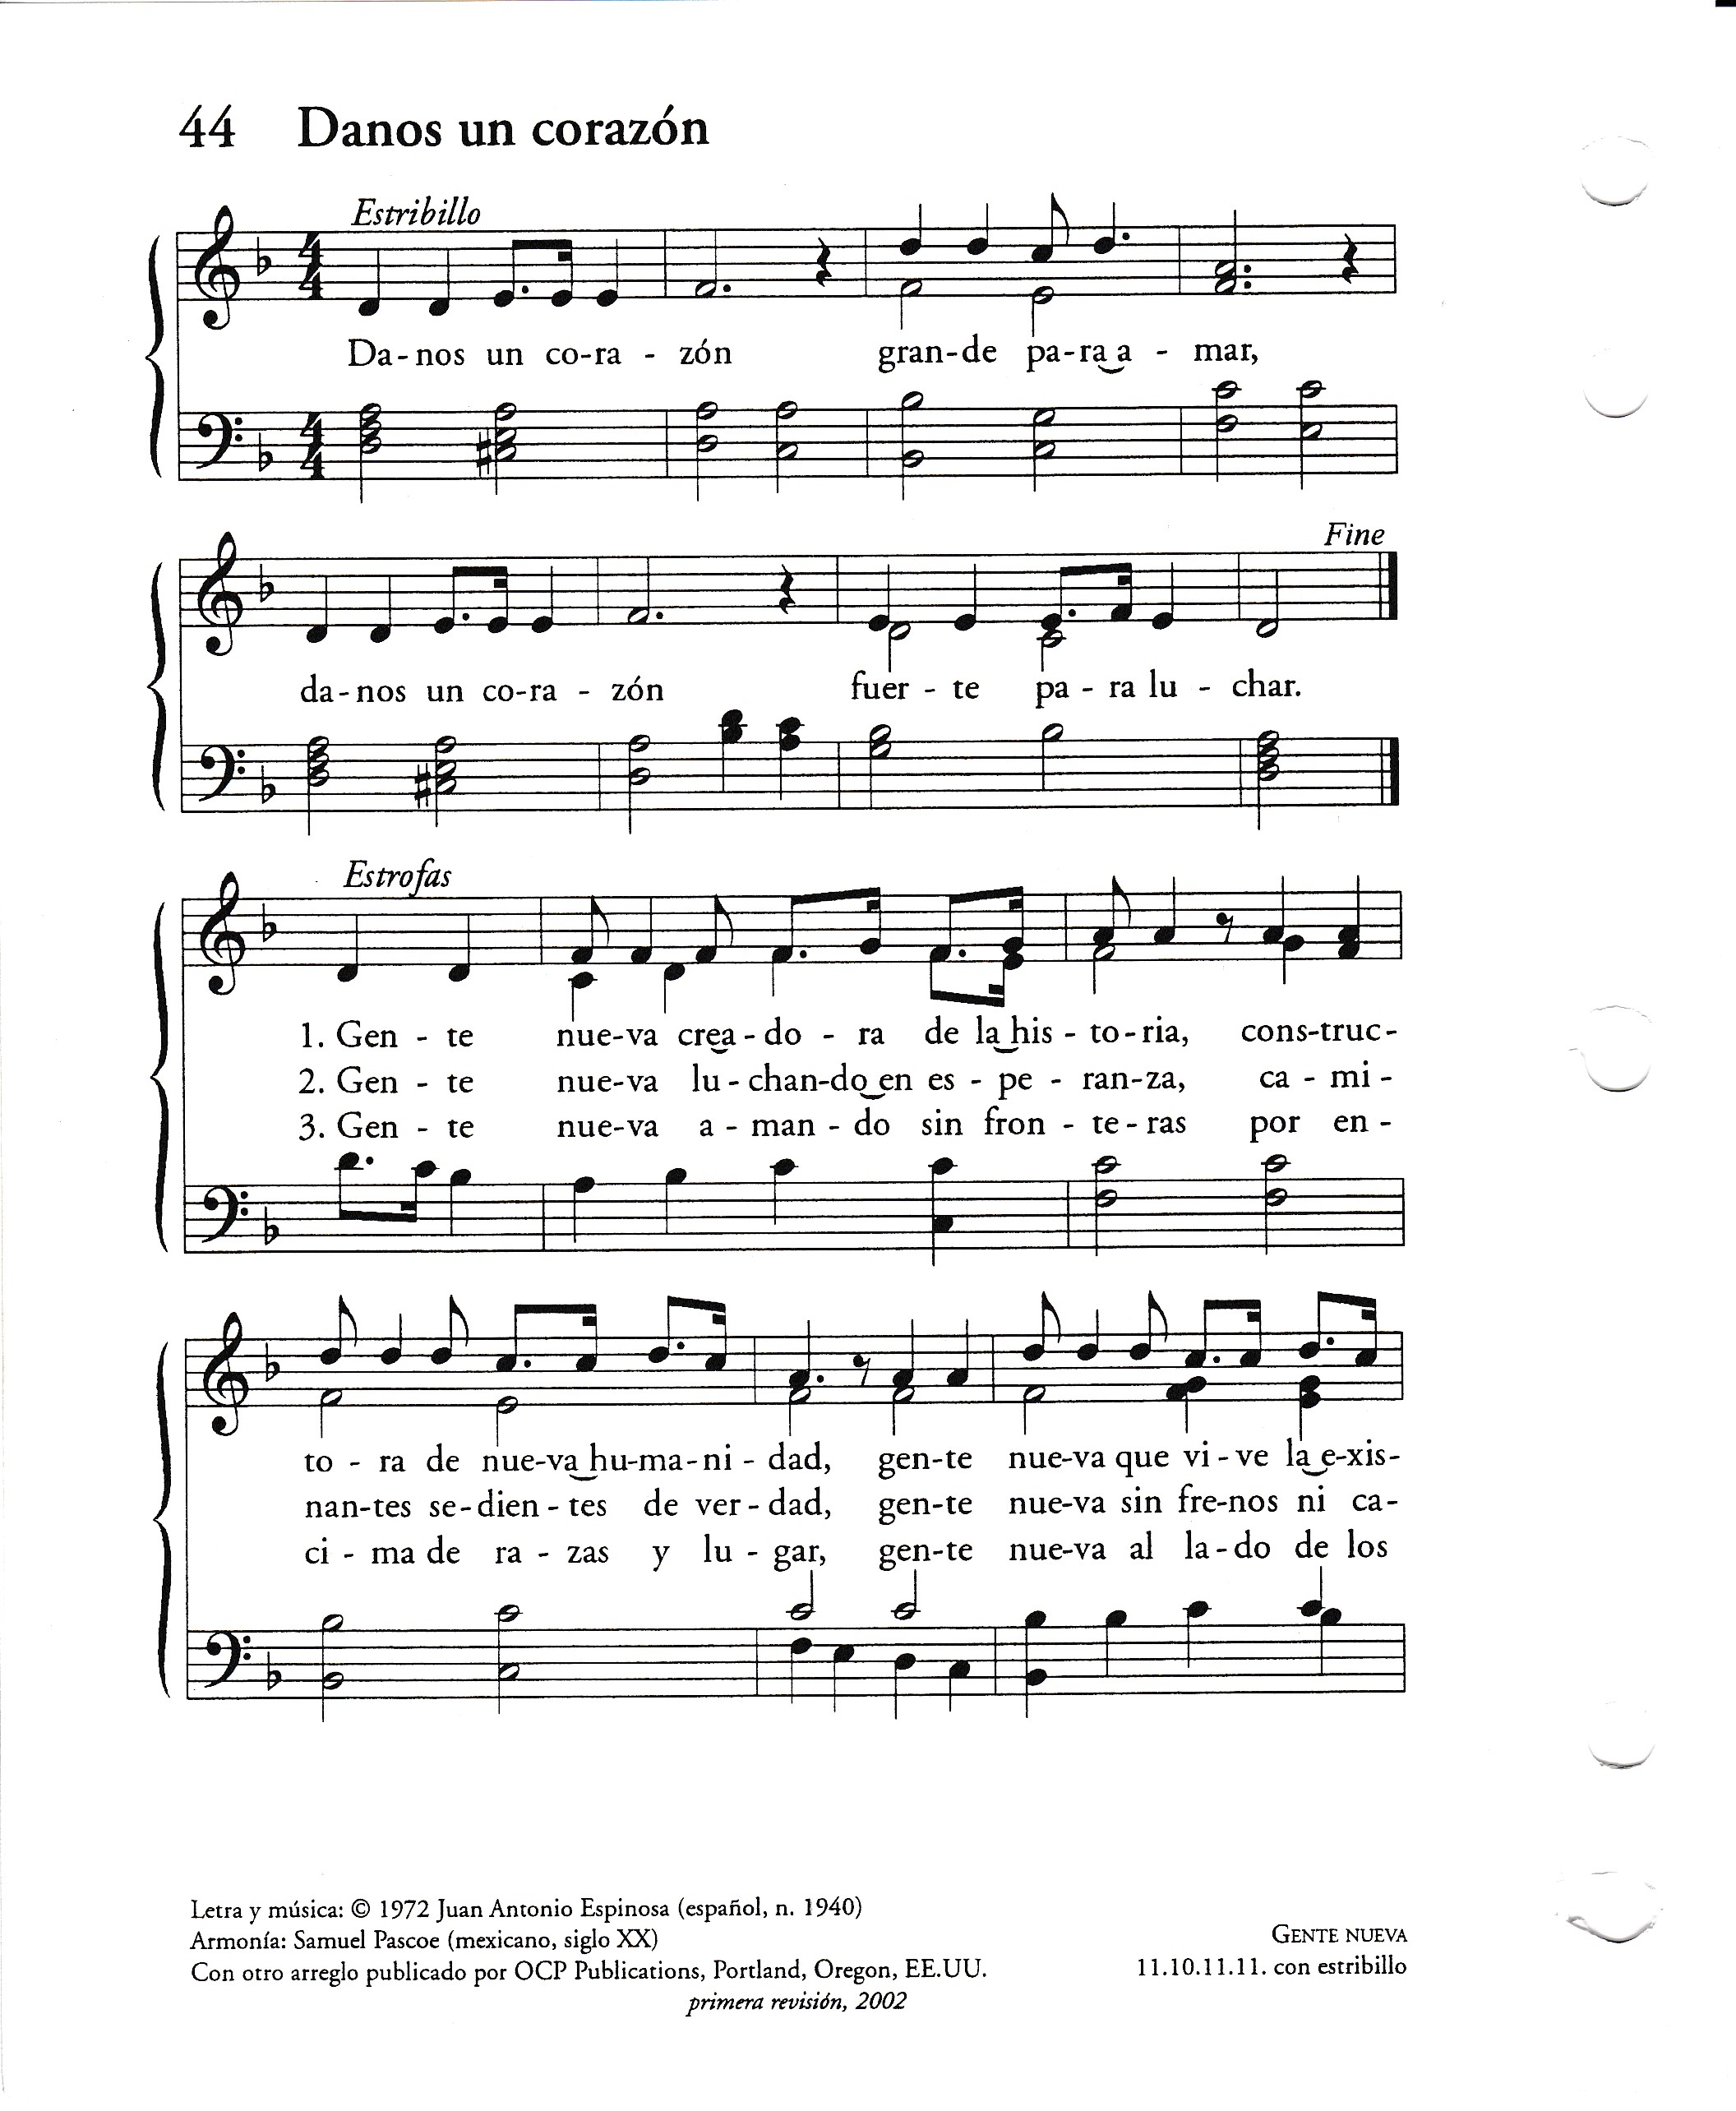 44 Danos un corazón
Estribillo
Da - nos un co - ra - zón gran - de pa - ra a - mar,
Fine
da - nos un co - ra - zón fuer - te pa - ra lu - char.
Estrofas
1. Gen - te nue - va crea - do - ra de la his - to - ria, cons - truc -
2. Gen - te nue - va lu - chan - do en es - pe - ran - za, ca - mi -
3. Gen - te nue - va a - man - do sin fron - te - ras por en -
to - ra de nue - va hu - ma - ni - dad, gen - te nue - va que vi - ve la e - xis -
nan - tes se - dien - tes de ver - dad, gen - te nue - va sin fre - nos ni ca -
ci - ma de ra - zas y lu - gar, gen - te nue - va al la - do de los
Letra y música: © 1972 Juan Antonio Espinosa (español, n. 1940)
Armonía: Samuel Pascoe (mexicano, siglo XX)
Con otro arreglo publicado por OCP Publications, Portland, Oregon, EE.UU.
primera revisión, 2002
GENTE NUEVA
11.10.11.11. con estribillo